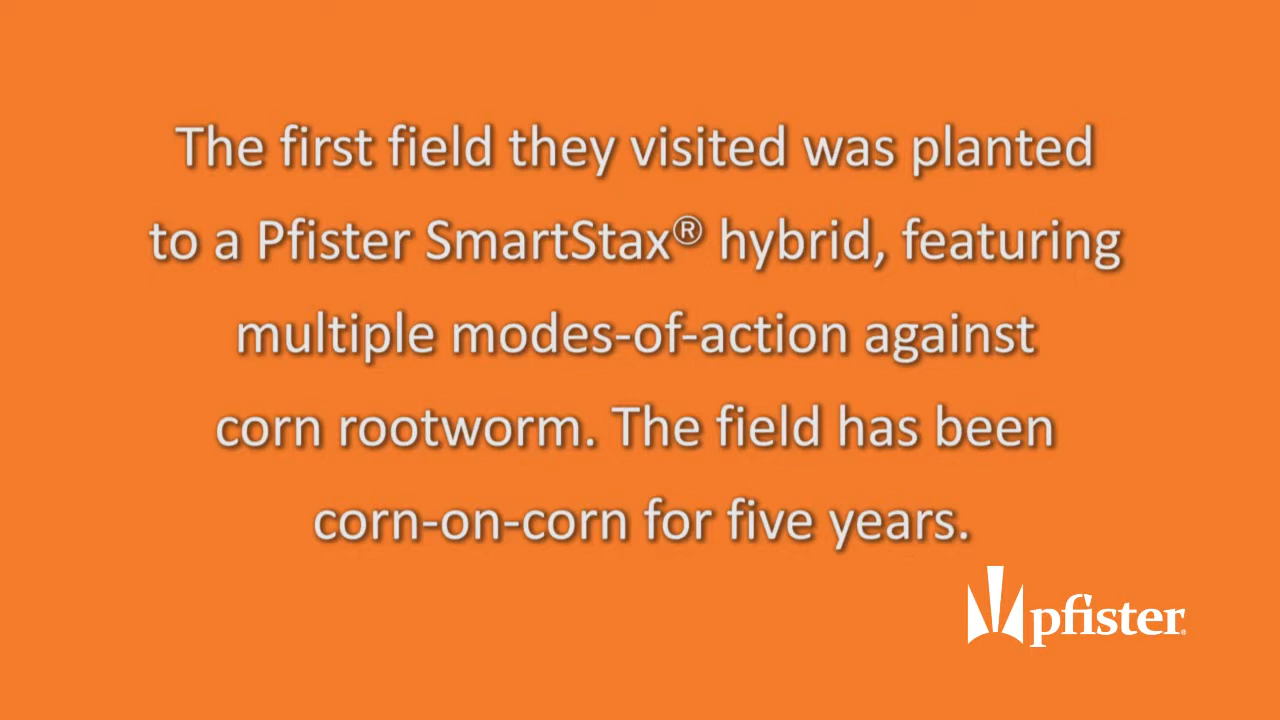 The first field they visited was planted
to a Pfister SmartStax® hybrid, featuring
multiple modes-of-action against
corn rootworm. The field has been
corn-on-corn for five years.
pfister®